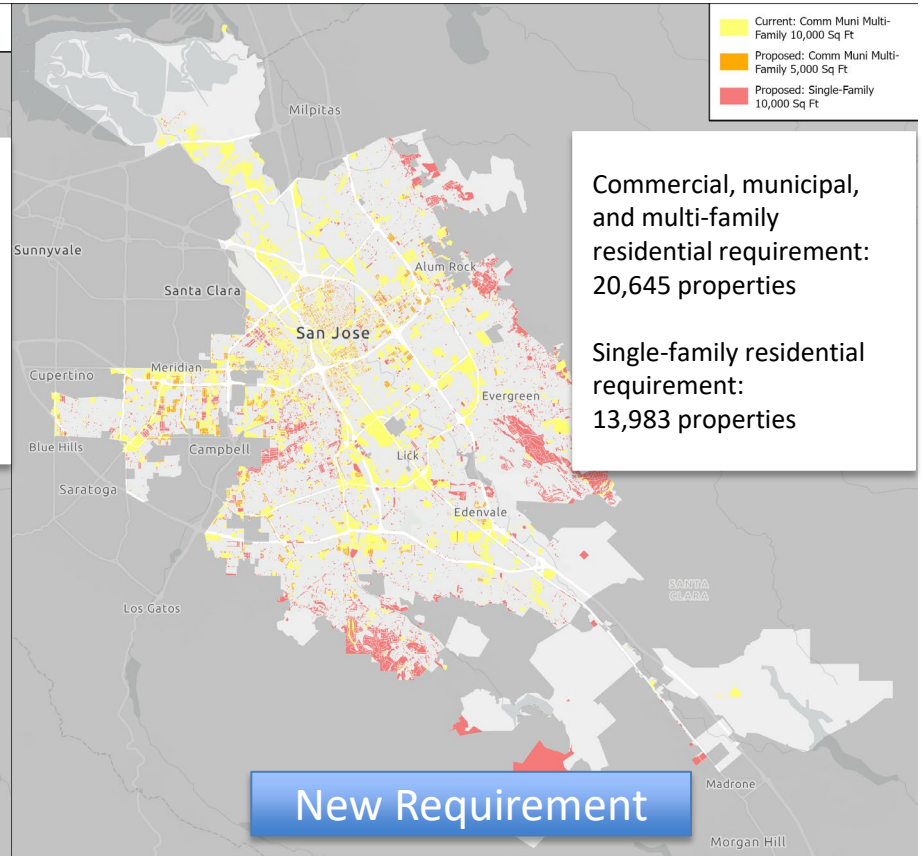 Current: Comm Muni Multi-
Family 10,000 Sq Ft
Proposed: Comm Muni Multi-
Family 5,000 Sq Ft
Proposed: Single-Family
10,000 Sq Ft
Milpitas
Commercial, municipal,
and multi-family
residential requirement:
20,645 properties
Single-family residential
requirement:
13,983 properties
Sunnyvale
Alum Rock
Santa Clara
San Jose
Cupertino
Meridian
Evergreen
Blue Hills
Campbell
Lick
Saratoga
Edenvale
SANTA
CLARA
Los Gatos
Madrone
New Requirement
Morgan Hill